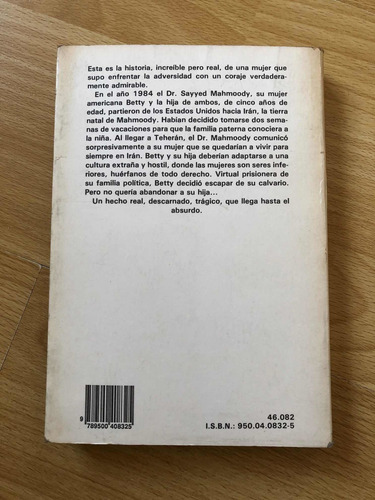 Esta es la historia, increíble pero real, de una mujer que
supo enfrentar la adversidad con un coraje verdadera-
mente admirable.
En el año 1984 el Dr. Sayyed Mahmoody, su mujer
americana Betty y la hija de ambos, de cinco años de
edad, partieron de los Estados Unidos hacia Irán, la tierra
natal de Mahmoody. Habían decidido tomarse dos sema-
nas de vacaciones para que la familia paterna conociera a
la niña. Al llegar a Teherán, el Dr. Mahmoody comunicó
sorpresivamente a su mujer que se quedarían a vivir para
siempre en Irán. Betty y su hija deberían adaptarse a una
cultura extraña y hostil, donde las mujeres son seres infe-
riores, huérfanos de todo derecho. Virtual prisionera de
su familia política, Betty decidió escapar de su calvario.
Pero no quería abandonar a su hija...
Un hecho real, descarnado, trágico, que llega hasta el
absurdo.
9 789500 408325
46.082
I.S.B.N.: 950.04.0832-5